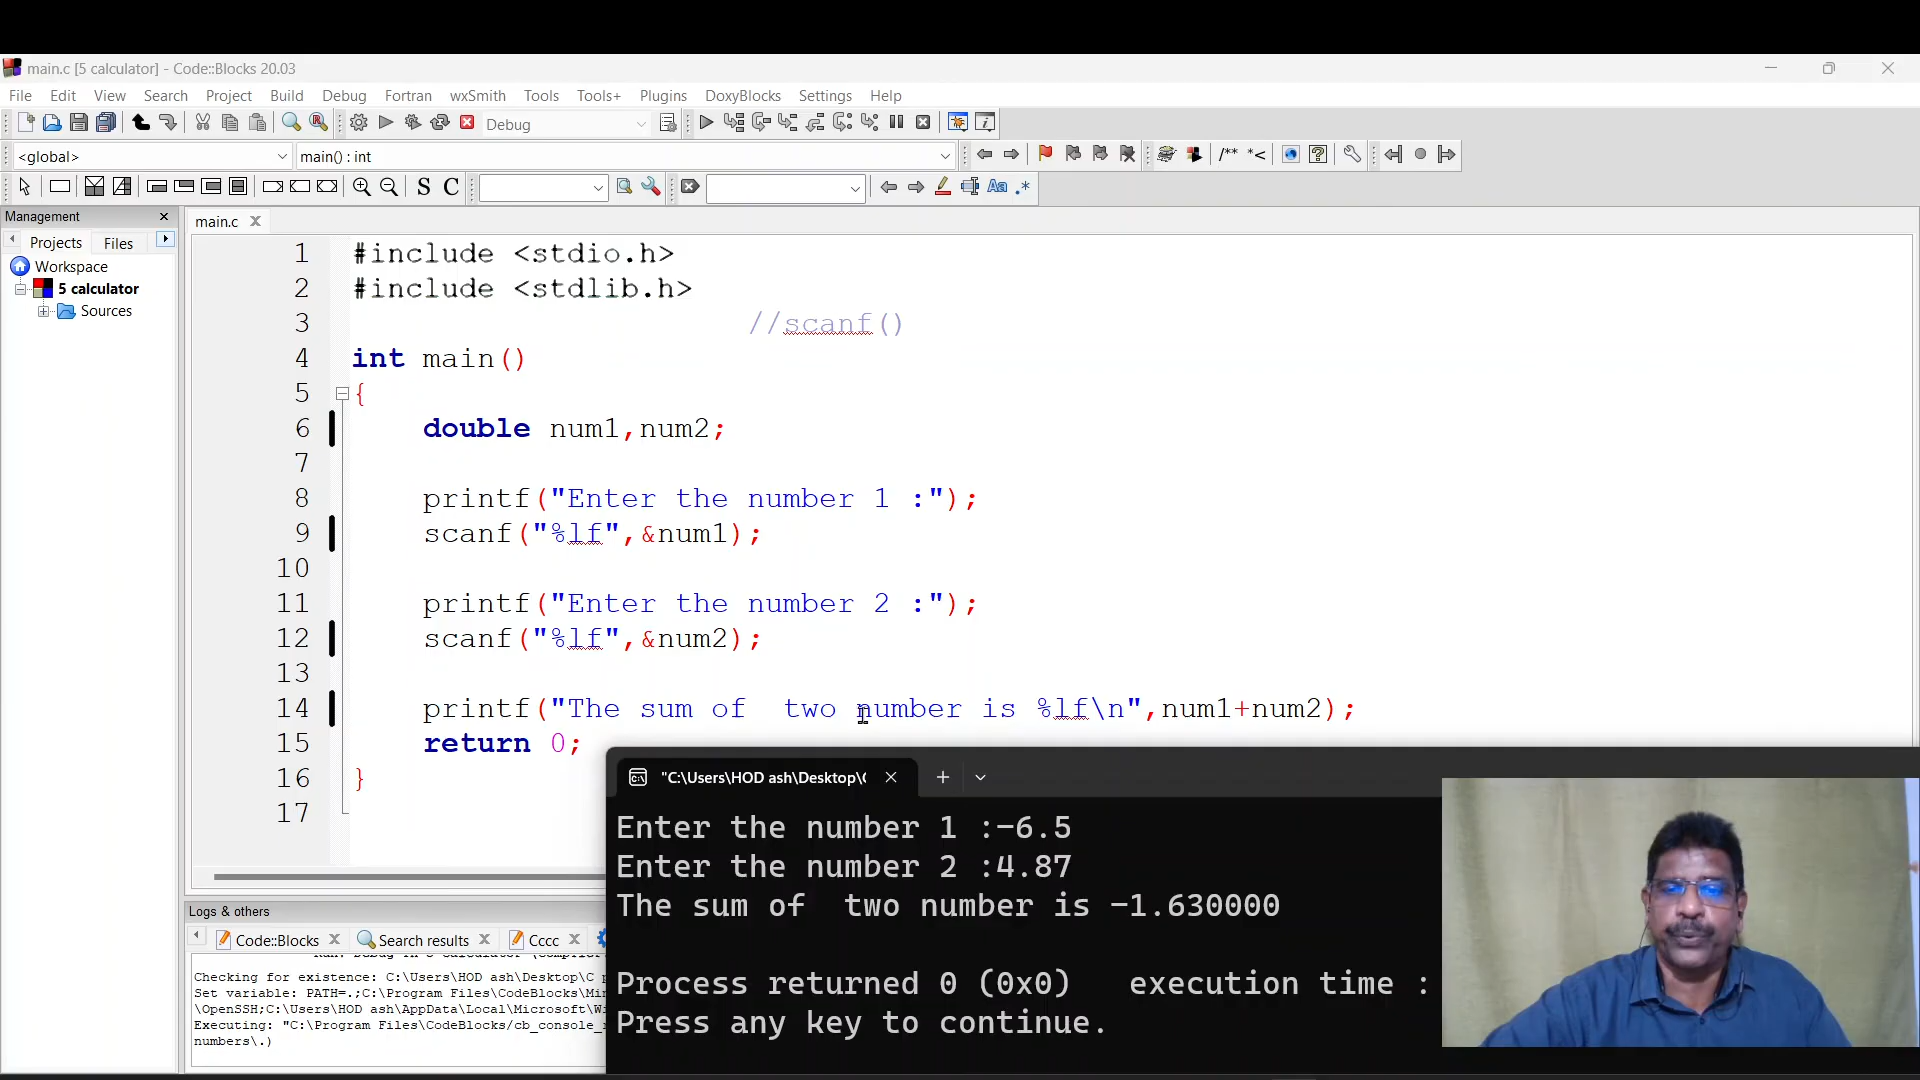 main.c [5 calculator] - Code::Blocks 20.03
File Edit View Search Project Build Debug Fortran wxSmith Tools Tools+ Plugins DoxyBlocks Settings Help
Debug
<global> main() : int /** *<
S C Aa .*
Management
main.c
Projects Files
Workspace
5 calculator
Sources
1 #include <stdio.h>
2 #include <stdlib.h>
3 //scanf()
4 int main()
5 {
6 double num1,num2;
7
8 printf("Enter the number 1 :");
9 scanf("%lf",&num1);
10
11 printf("Enter the number 2 :");
12 scanf("%lf",&num2);
13
14 printf("The sum of  two number is %lf\n",num1+num2);
15 return 0;
16 }
17
"C:\Users\HOD ash\Desktop\
Enter the number 1 :-6.5
Enter the number 2 :4.87
The sum of  two number is -1.630000
Process returned 0 (0x0)   execution time :
Press any key to continue.
Logs & others
Code::Blocks Search results Cccc
Checking for existence: C:\Users\HOD ash\Desktop\C
Set variable: PATH=.;C:\Program Files\CodeBlocks\
\OpenSSH;C:\Users\HOD ash\AppData\Local\Microsoft\
Executing: "C:\Program Files\CodeBlocks/cb_console_
numbers\.)